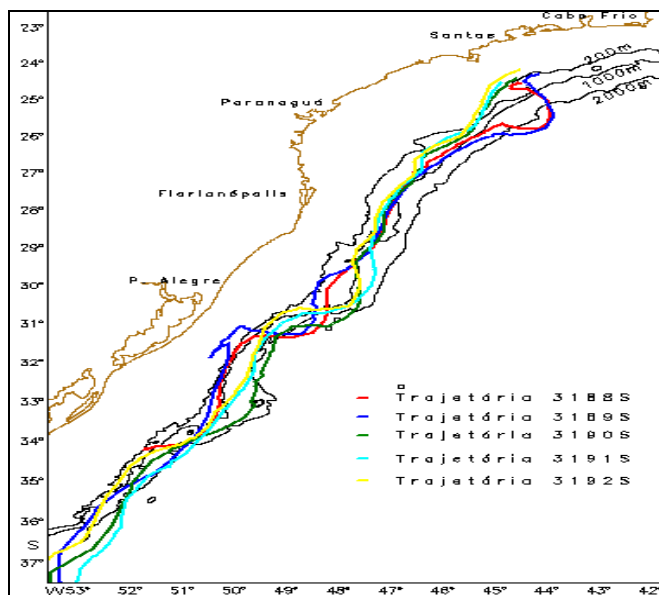 23°
Cabo Frio
Santos
24°
200m
1000m
2000m
25°
Paranaguá
26°
27°
Florianópolis
28°
29°
30°
P. Alegre
31°
32°
33°
Trajetória 3188S
Trajetória 3189S
34°
Trajetória 3190S
Trajetória 3191S
35°
Trajetória 3192S
36°
S
37°
W53° 52° 51° 50° 49° 48° 47° 46° 45° 44° 43° 42°